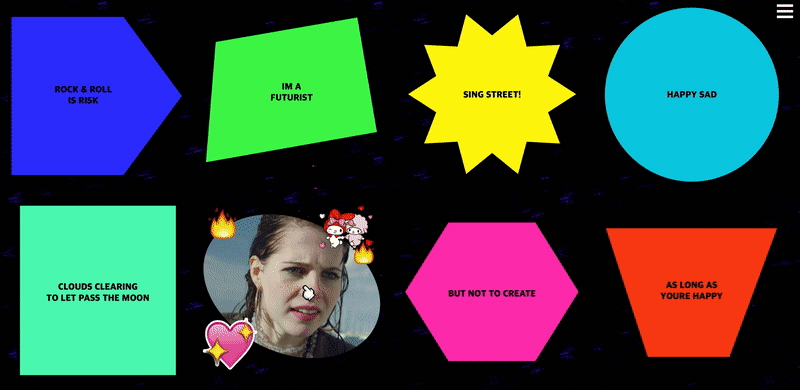 ROCK & ROLL
IS RISK
IM A
FUTURIST
SING STREET!
HAPPY SAD
CLOUDS CLEARING
TO LET PASS THE MOON
BUT NOT TO CREATE
AS LONG AS
YOURE HAPPY